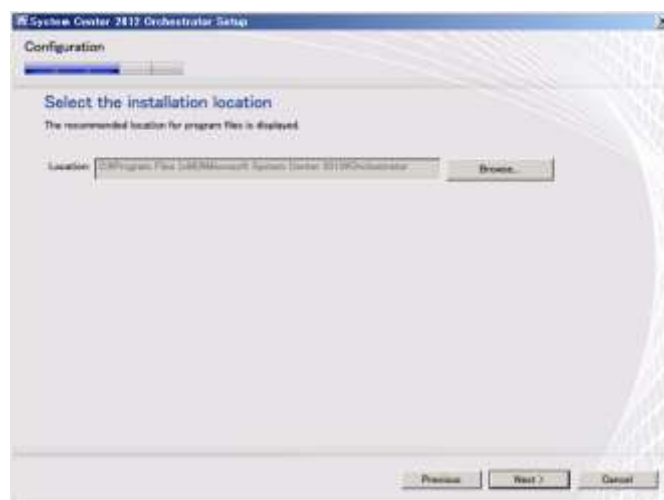 System Center 2012 Orchestrator Setup
Configuration
Select the installation location
The recommended location for program files is displayed.
Location:
Browse...
Previous Next > Cancel